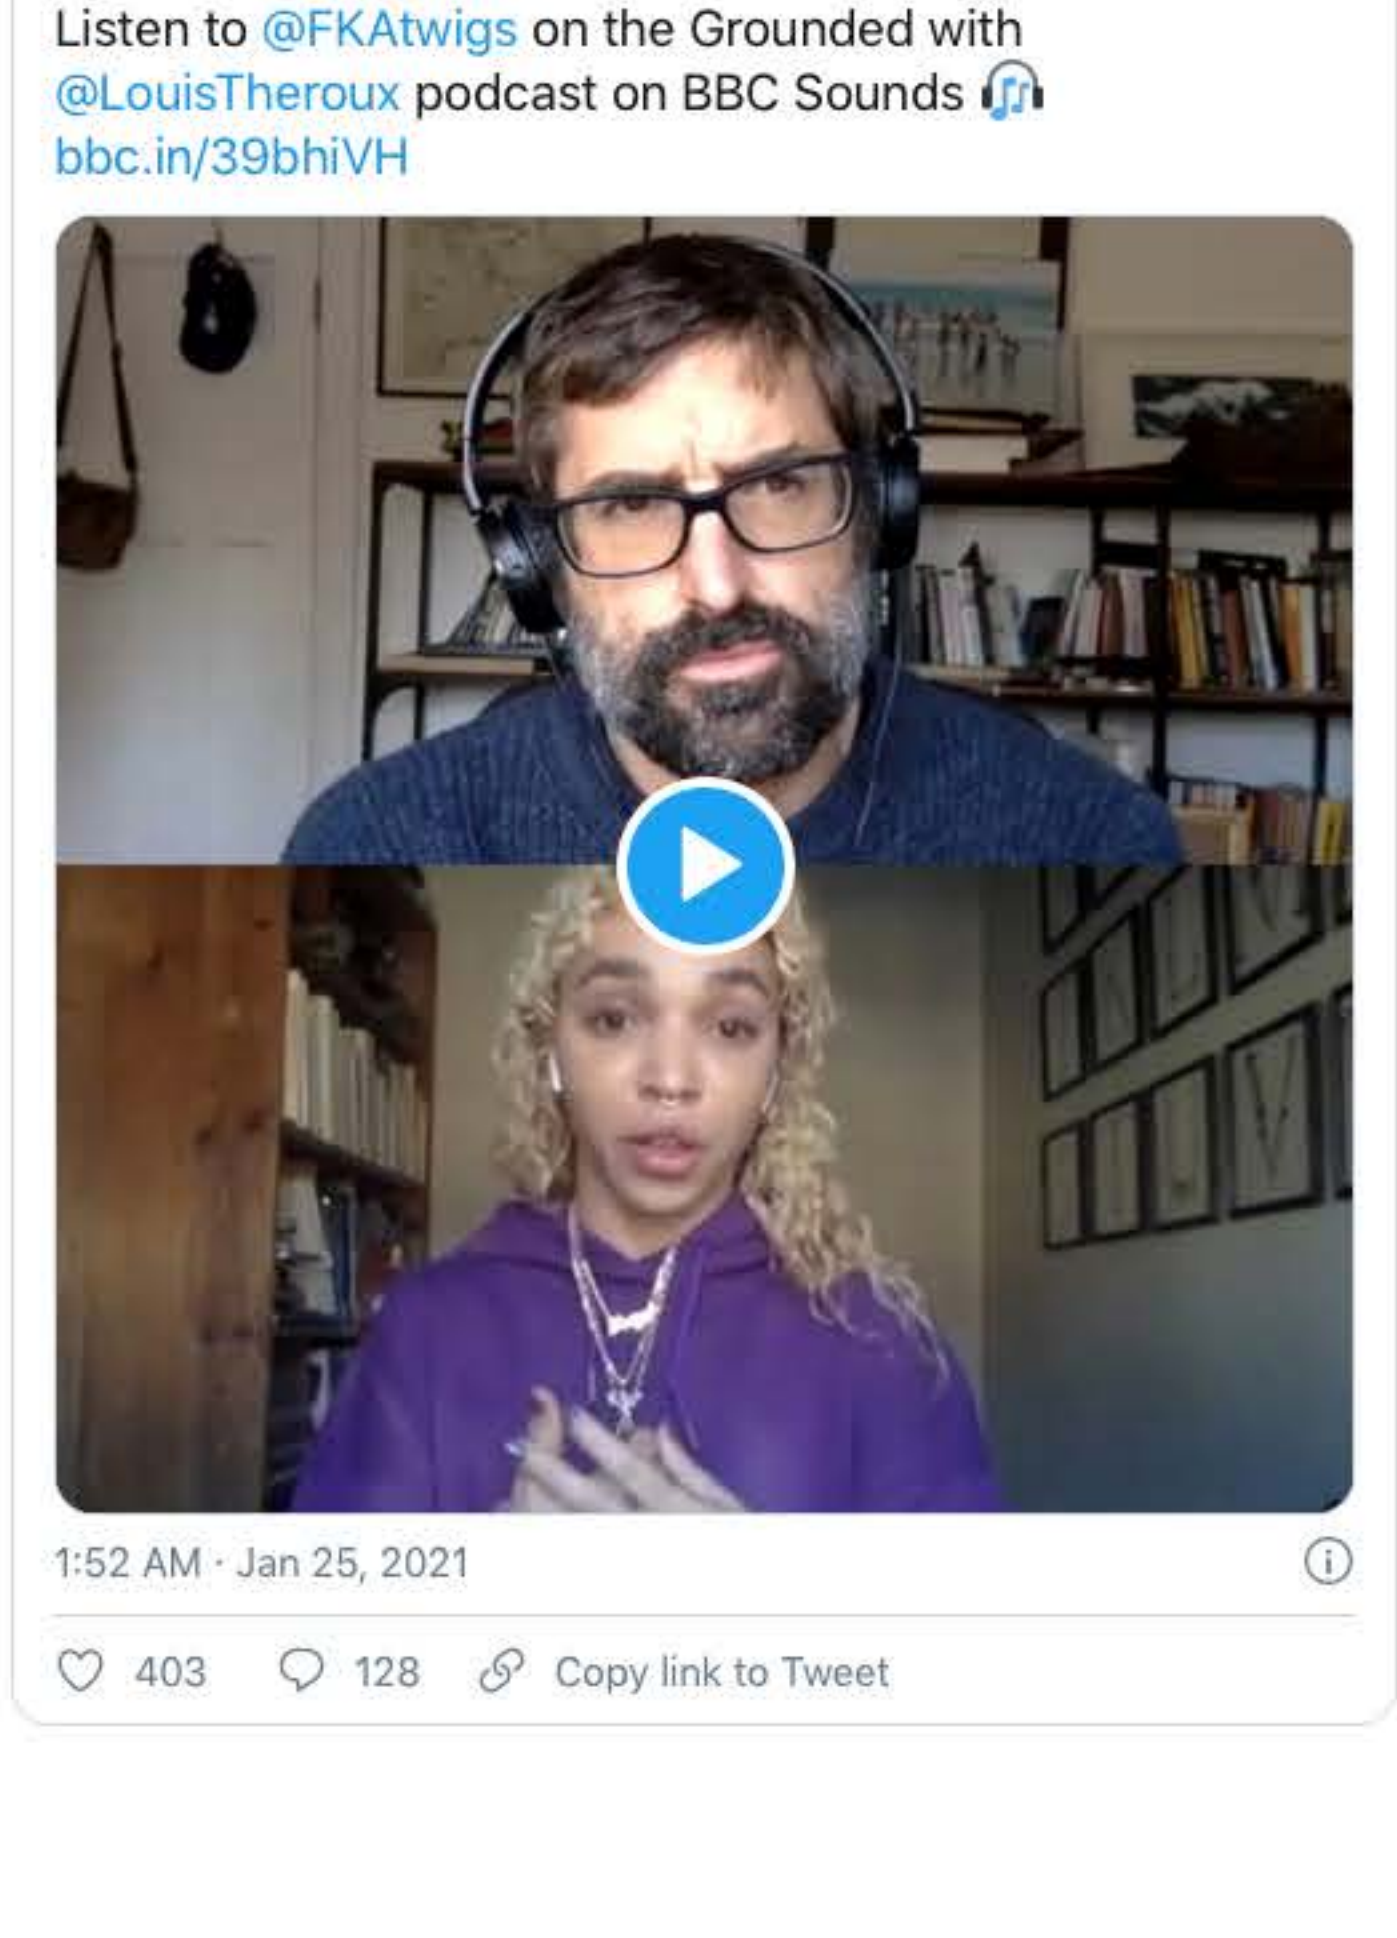 Listen to @FKAtwigs on the Grounded with
@LouisTheroux podcast on BBC Sounds 🎧
bbc.in/39bhiVH
1:52 AM · Jan 25, 2021
403 128 Copy link to Tweet